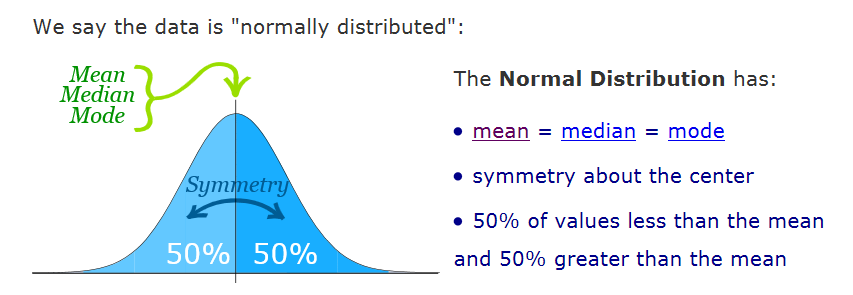 We say the data is "normally distributed":
Mean
Median
Mode
Symmetry
50% 50%
The Normal Distribution has:
• mean = median = mode
• symmetry about the center
• 50% of values less than the mean
and 50% greater than the mean